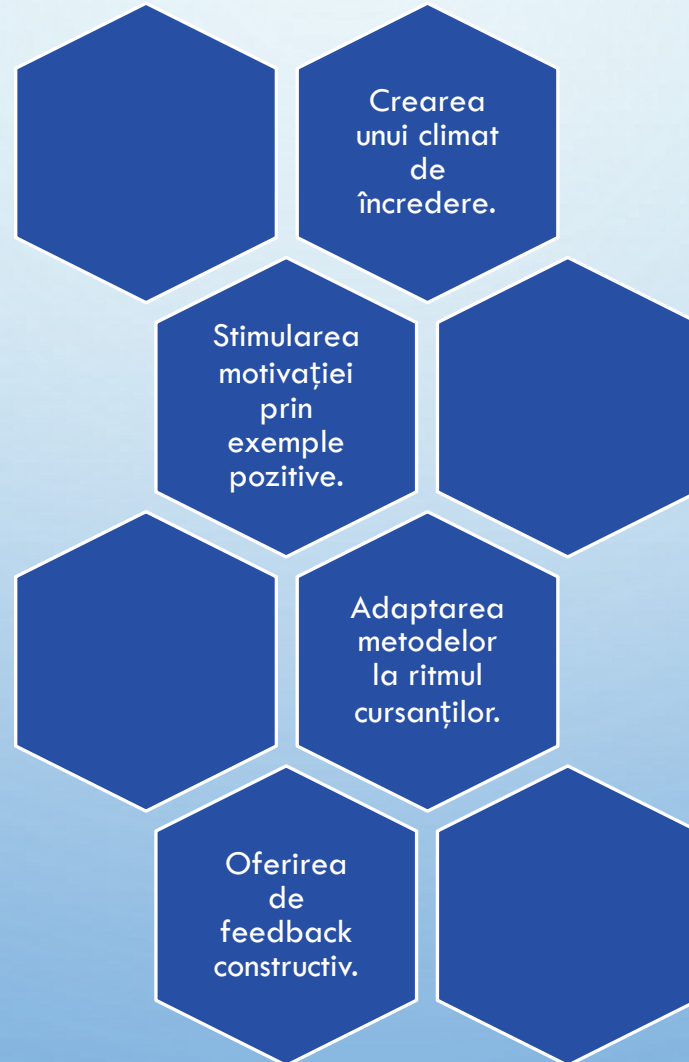 Crearea
unui climat
de
încredere.
Stimularea
motivației
prin
exemple
pozitive.
Adaptarea
metodelor
la ritmul
cursanților.
Oferirea
de
feedback
constructiv.